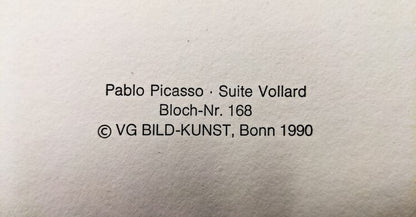 Pablo Picasso · Suite Vollard
Bloch-Nr. 168
© VG BILD-KUNST, Bonn 1990